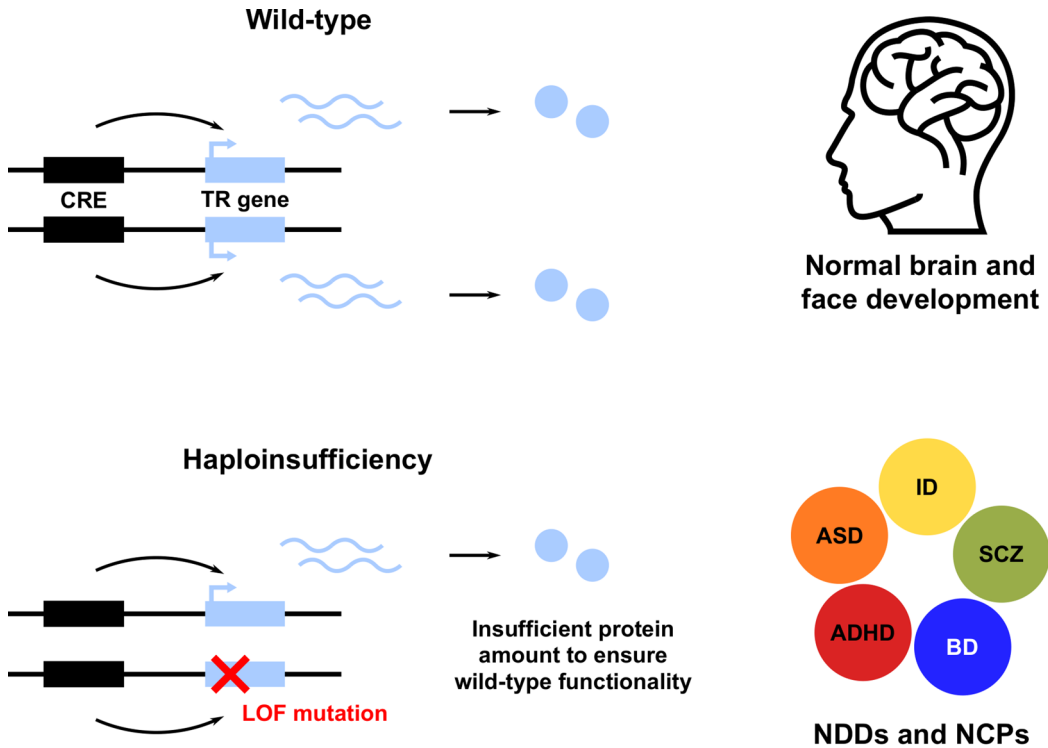 Wild-type
CRE
TR gene
Normal brain and
face development
Haploinsufficiency
LOF mutation
Insufficient protein
amount to ensure
wild-type functionality
ID
ASD
SCZ
ADHD
BD
NDDs and NCPs